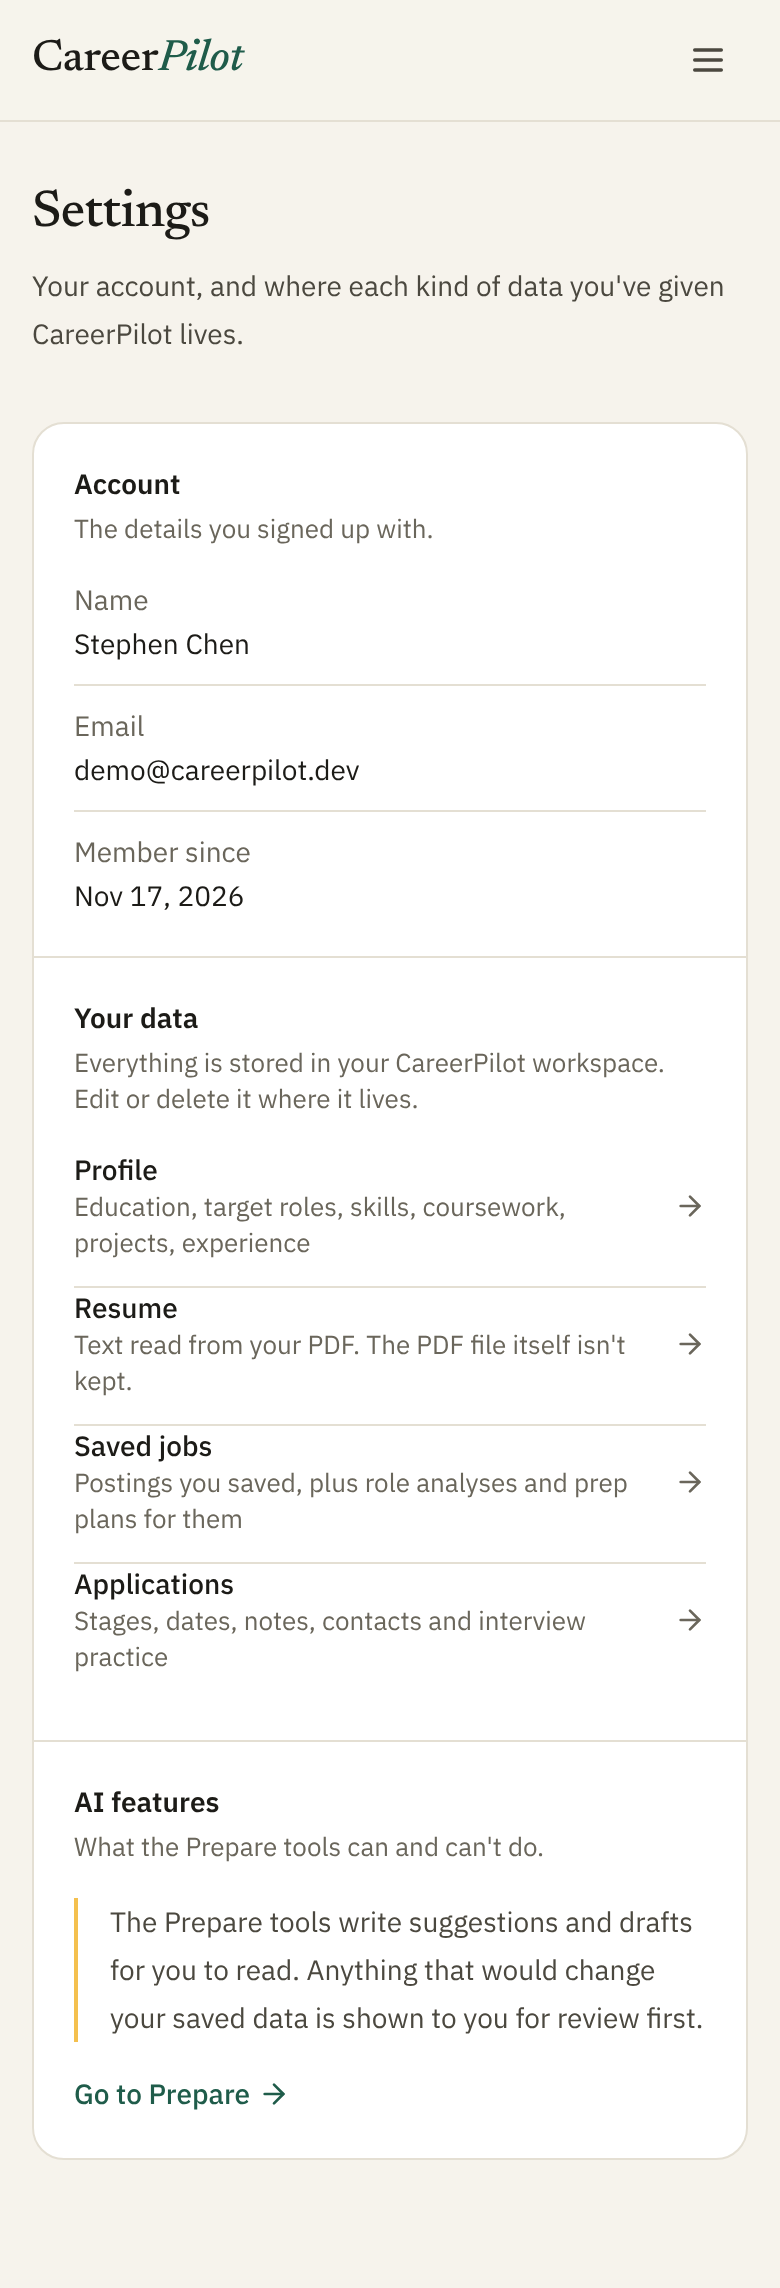 CareerPilot
Settings
Your account, and where each kind of data you've given
CareerPilot lives.
Account
The details you signed up with.
Name
Stephen Chen
Email
demo@careerpilot.dev
Member since
Nov 17, 2026
Your data
Everything is stored in your CareerPilot workspace.
Edit or delete it where it lives.
Profile
Education, target roles, skills, coursework,
projects, experience
Resume
Text read from your PDF. The PDF file itself isn't
kept.
Saved jobs
Postings you saved, plus role analyses and prep
plans for them
Applications
Stages, dates, notes, contacts and interview
practice
AI features
What the Prepare tools can and can't do.
The Prepare tools write suggestions and drafts
for you to read. Anything that would change
your saved data is shown to you for review first.
Go to Prepare →